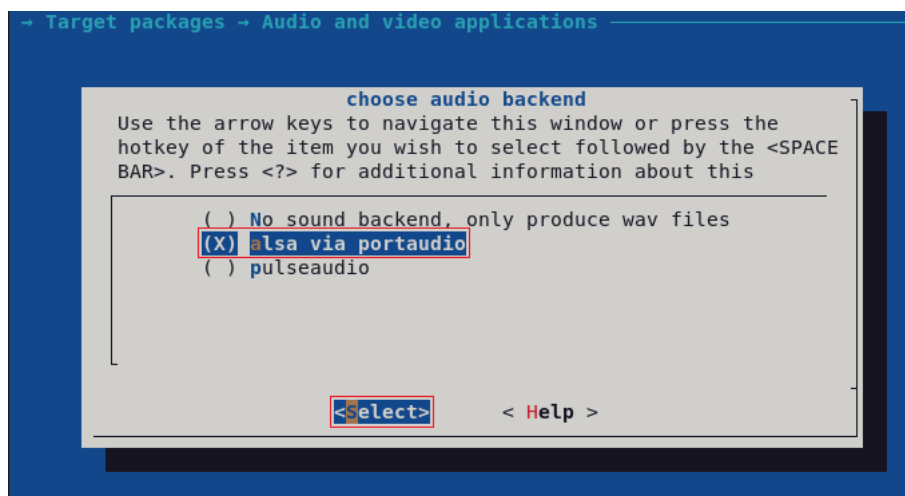 → Target packages → Audio and video applications
choose audio backend
Use the arrow keys to navigate this window or press the
hotkey of the item you wish to select followed by the <SPACE
BAR>. Press <?> for additional information about this
( ) No sound backend, only produce wav files
(X) alsa via portaudio
( ) pulseaudio
<Select> < Help >